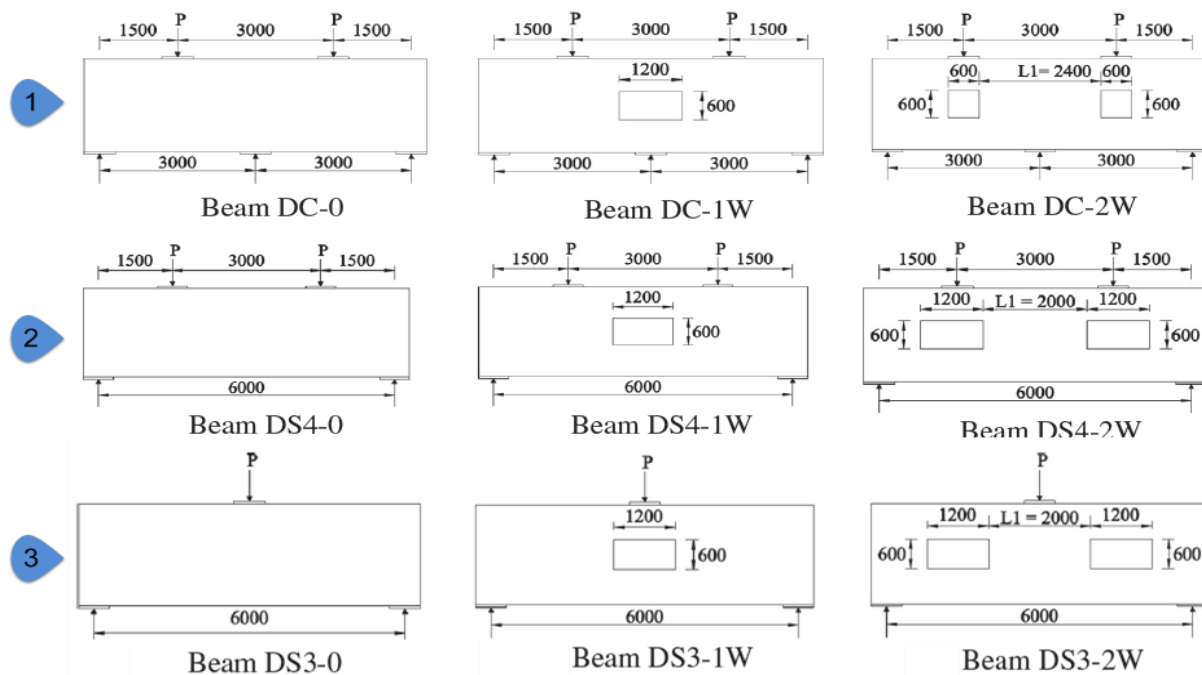 P P
1500 3000 1500
3000 3000
Beam DC-0
P P
1500 3000 1500
1200
600
3000 3000
Beam DC-1W
P P
1500 3000 1500
600 L1= 2400 600
600 600
3000 3000
Beam DC-2W
1
P P
1500 3000 1500
6000
Beam DS4-0
P P
1500 3000 1500
1200
600
6000
Beam DS4-1W
P P
1500 3000 1500
1200 L1 = 2000 1200
600 600
6000
Beam DS4-2W
2
P
6000
Beam DS3-0
P
1200
600
6000
Beam DS3-1W
P
1200 L1 = 2000 1200
600 600
6000
Beam DS3-2W
3